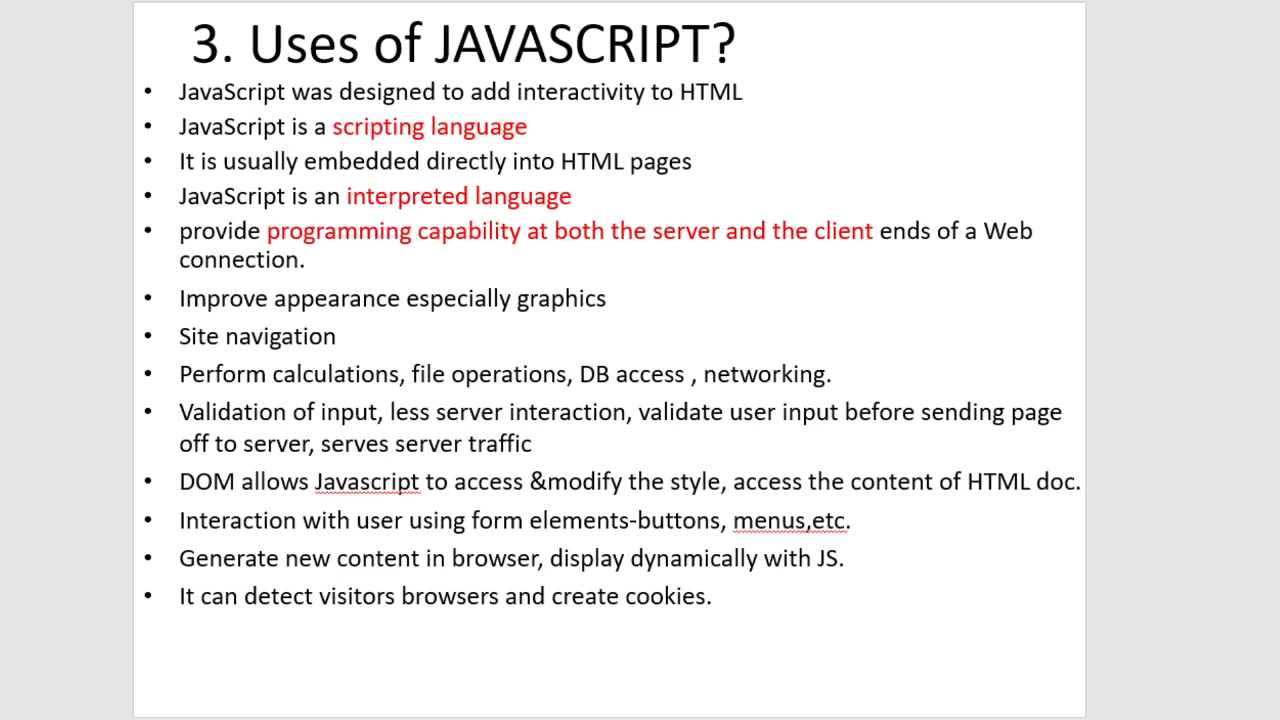 3. Uses of JAVASCRIPT?
• JavaScript was designed to add interactivity to HTML
• JavaScript is a scripting language
• It is usually embedded directly into HTML pages
• JavaScript is an interpreted language
• provide programming capability at both the server and the client ends of a Web
connection.
• Improve appearance especially graphics
• Site navigation
• Perform calculations, file operations, DB access , networking.
• Validation of input, less server interaction, validate user input before sending page
off to server, serves server traffic
• DOM allows Javascript to access &modify the style, access the content of HTML doc.
• Interaction with user using form elements-buttons, menus,etc.
• Generate new content in browser, display dynamically with JS.
• It can detect visitors browsers and create cookies.